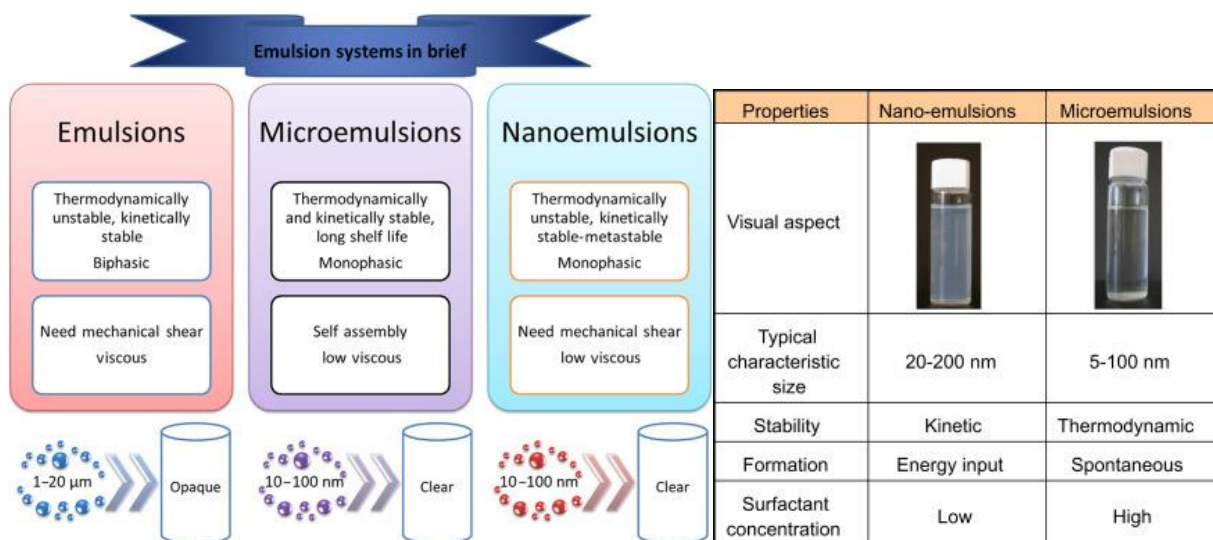 Emulsion systems in brief
Emulsions
Thermodynamically
unstable, kinetically
stable
Biphasic
Need mechanical shear
viscous
1–20 μm
Opaque
Microemulsions
Thermodynamically
and kinetically stable,
long shelf life
Monophasic
Self assembly
low viscous
10–100 nm
Clear
Nanoemulsions
Thermodynamically
unstable, kinetically
stable-metastable
Monophasic
Need mechanical shear
low viscous
10–100 nm
Clear
Properties Nano-emulsions Microemulsions
Visual aspect
Typical
characteristic
size
20-200 nm 5-100 nm
Stability Kinetic Thermodynamic
Formation Energy input Spontaneous
Surfactant
concentration
Low High